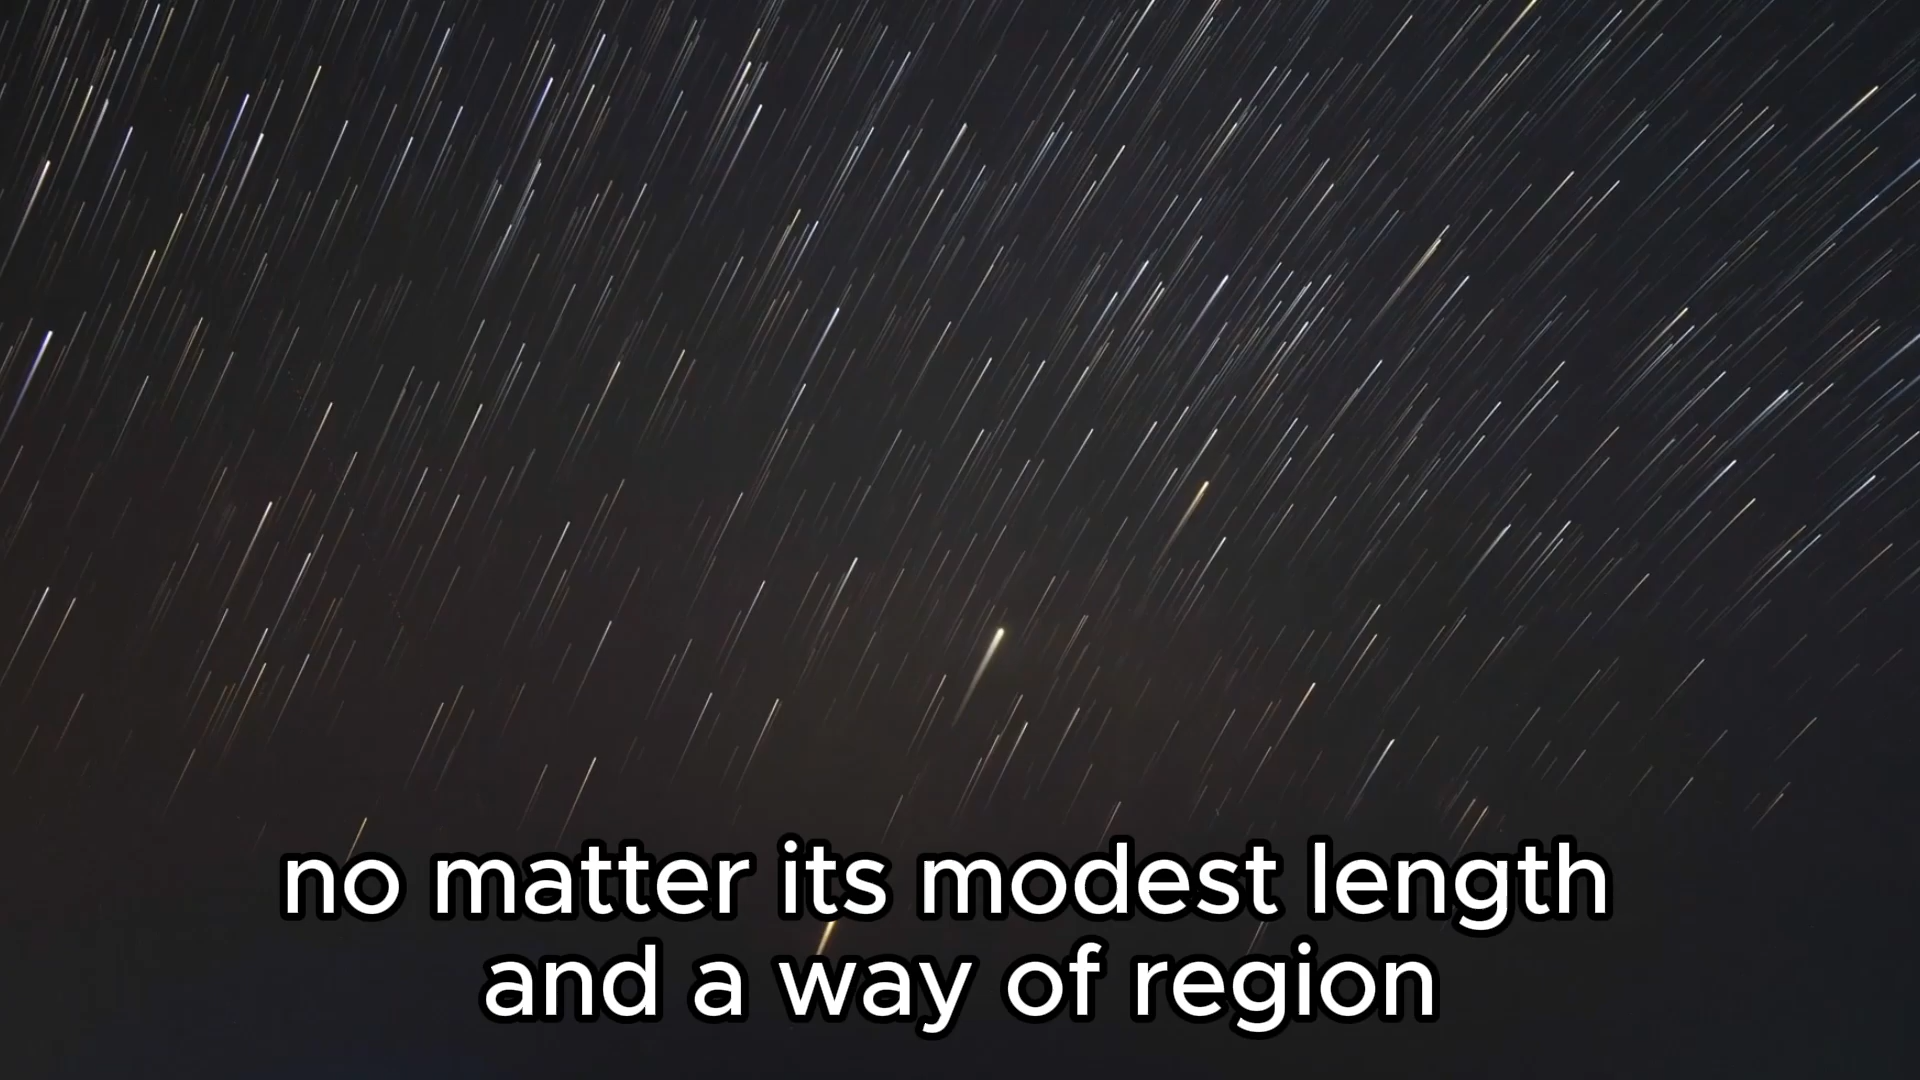 no matter its modest length
and a way of region